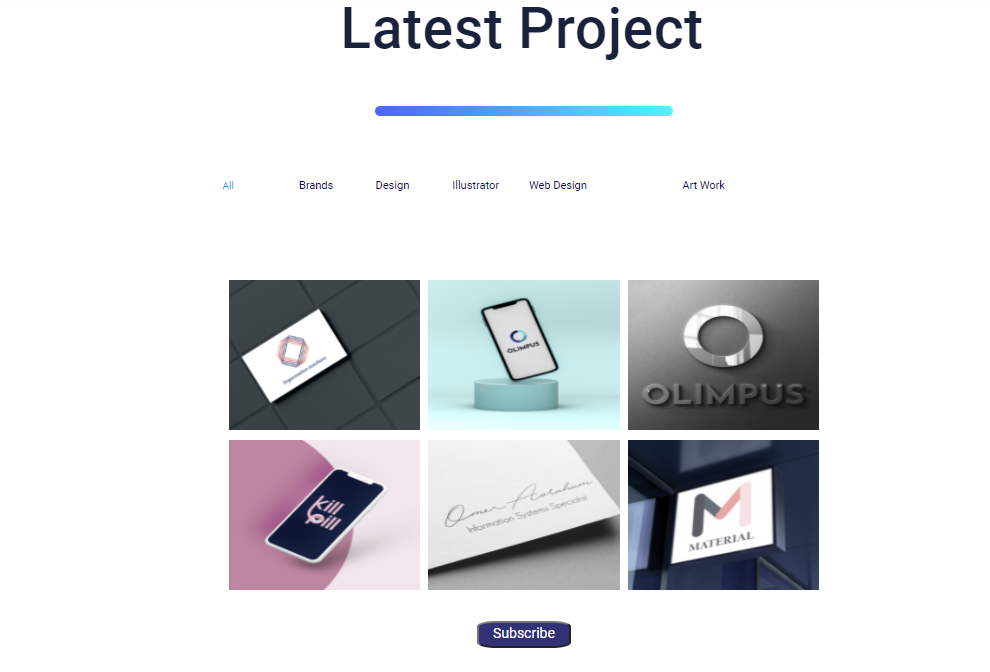 Latest Project
All Brands Design Illustrator Web Design Art Work
Organisation Solutions
OLIMPUS
OLIMPUS
Kill
Pill
Omer Avraham
Information Systems Specialist
MATERIAL
Subscribe